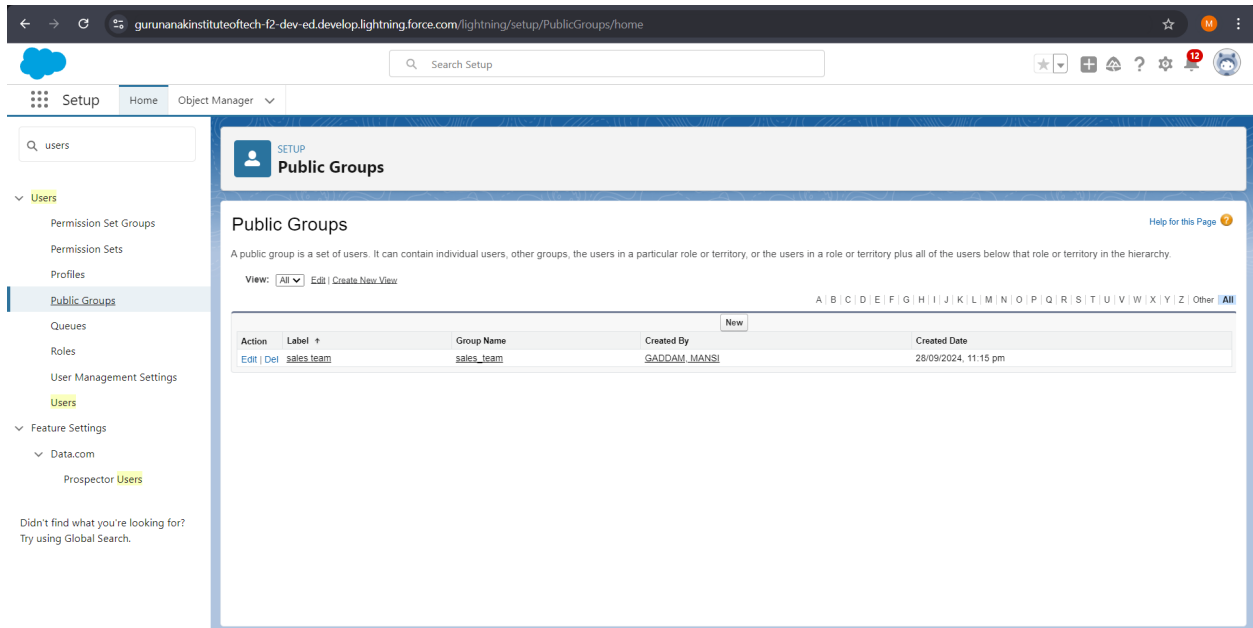 gurunanakinstituteoftech-f2-dev-ed.develop.lightning.force.com/lightning/setup/PublicGroups/home
M
Search Setup
12
Setup
Home
Object Manager
users
Users
Permission Set Groups
Permission Sets
Profiles
Public Groups
Queues
Roles
User Management Settings
Users
Feature Settings
Data.com
Prospector Users
Didn't find what you're looking for?
Try using Global Search.
SETUP
Public Groups
Public Groups
Help for this Page
A public group is a set of users. It can contain individual users, other groups, the users in a particular role or territory, or the users in a role or territory plus all of the users below that role or territory in the hierarchy.
View: All Edit | Create New View
A | B | C | D | E | F | G | H | I | J | K | L | M | N | O | P | Q | R | S | T | U | V | W | X | Y | Z | Other All
New
Action Label ↑ Group Name Created By Created Date
Edit | Del sales team sales_team GADDAM, MANSI 28/09/2024, 11:15 pm